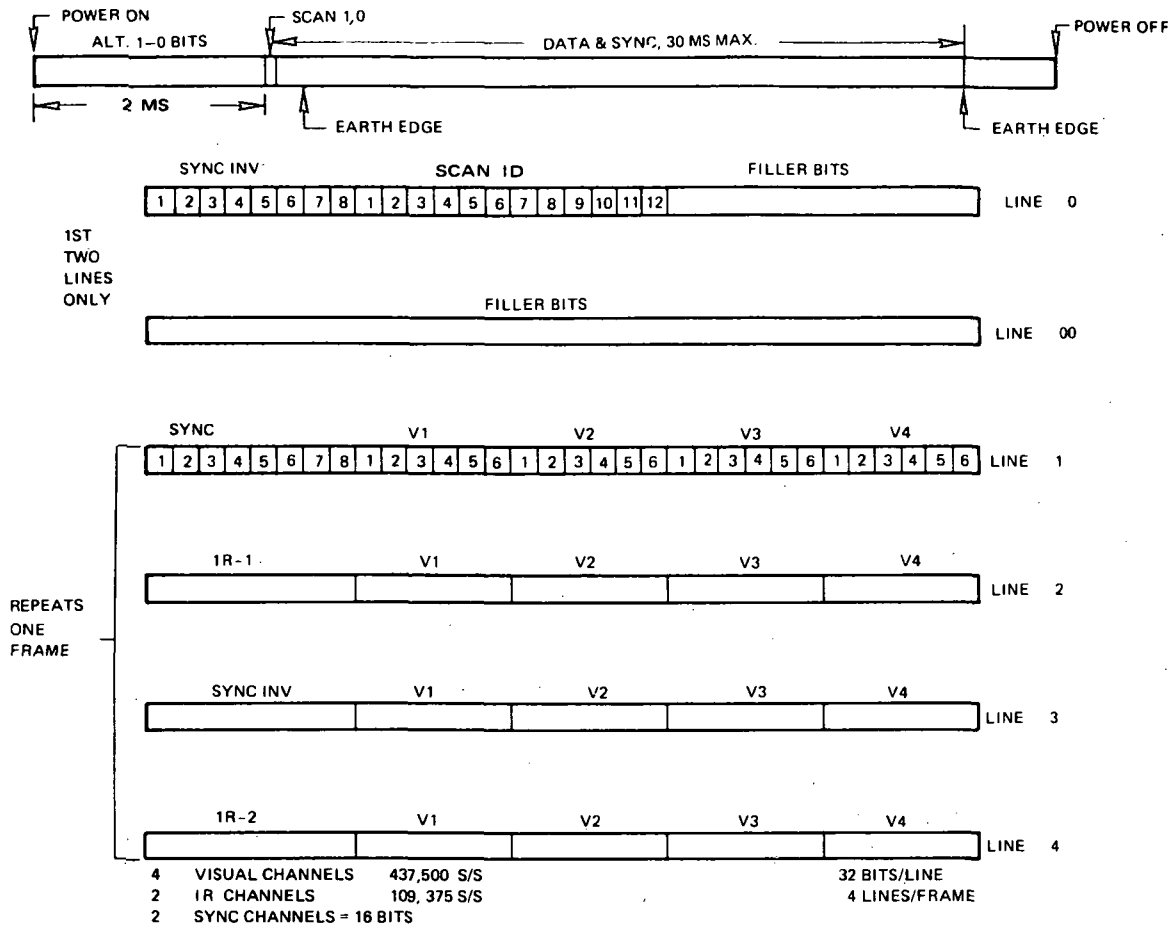 POWER ON
SCAN 1,0
POWER OFF
ALT. 1-0 BITS
DATA & SYNC, 30 MS MAX.
2 MS
EARTH EDGE
EARTH EDGE
SYNC INV
SCAN ID
FILLER BITS
1 2 3 4 5 6 7 8 1 2 3 4 5 6 7 8 9 10 11 12
LINE 0
1ST
TWO
LINES
ONLY
FILLER BITS
LINE 00
SYNC V1 V2 V3 V4
1 2 3 4 5 6 7 8 1 2 3 4 5 6 1 2 3 4 5 6 1 2 3 4 5 6 1 2 3 4 5 6
LINE 1
1R-1 V1 V2 V3 V4
LINE 2
REPEATS
ONE
FRAME
SYNC INV V1 V2 V3 V4
LINE 3
1R-2 V1 V2 V3 V4
LINE 4
4 VISUAL CHANNELS 437,500 S/S 32 BITS/LINE
2 IR CHANNELS 109, 375 S/S 4 LINES/FRAME
2 SYNC CHANNELS = 16 BITS